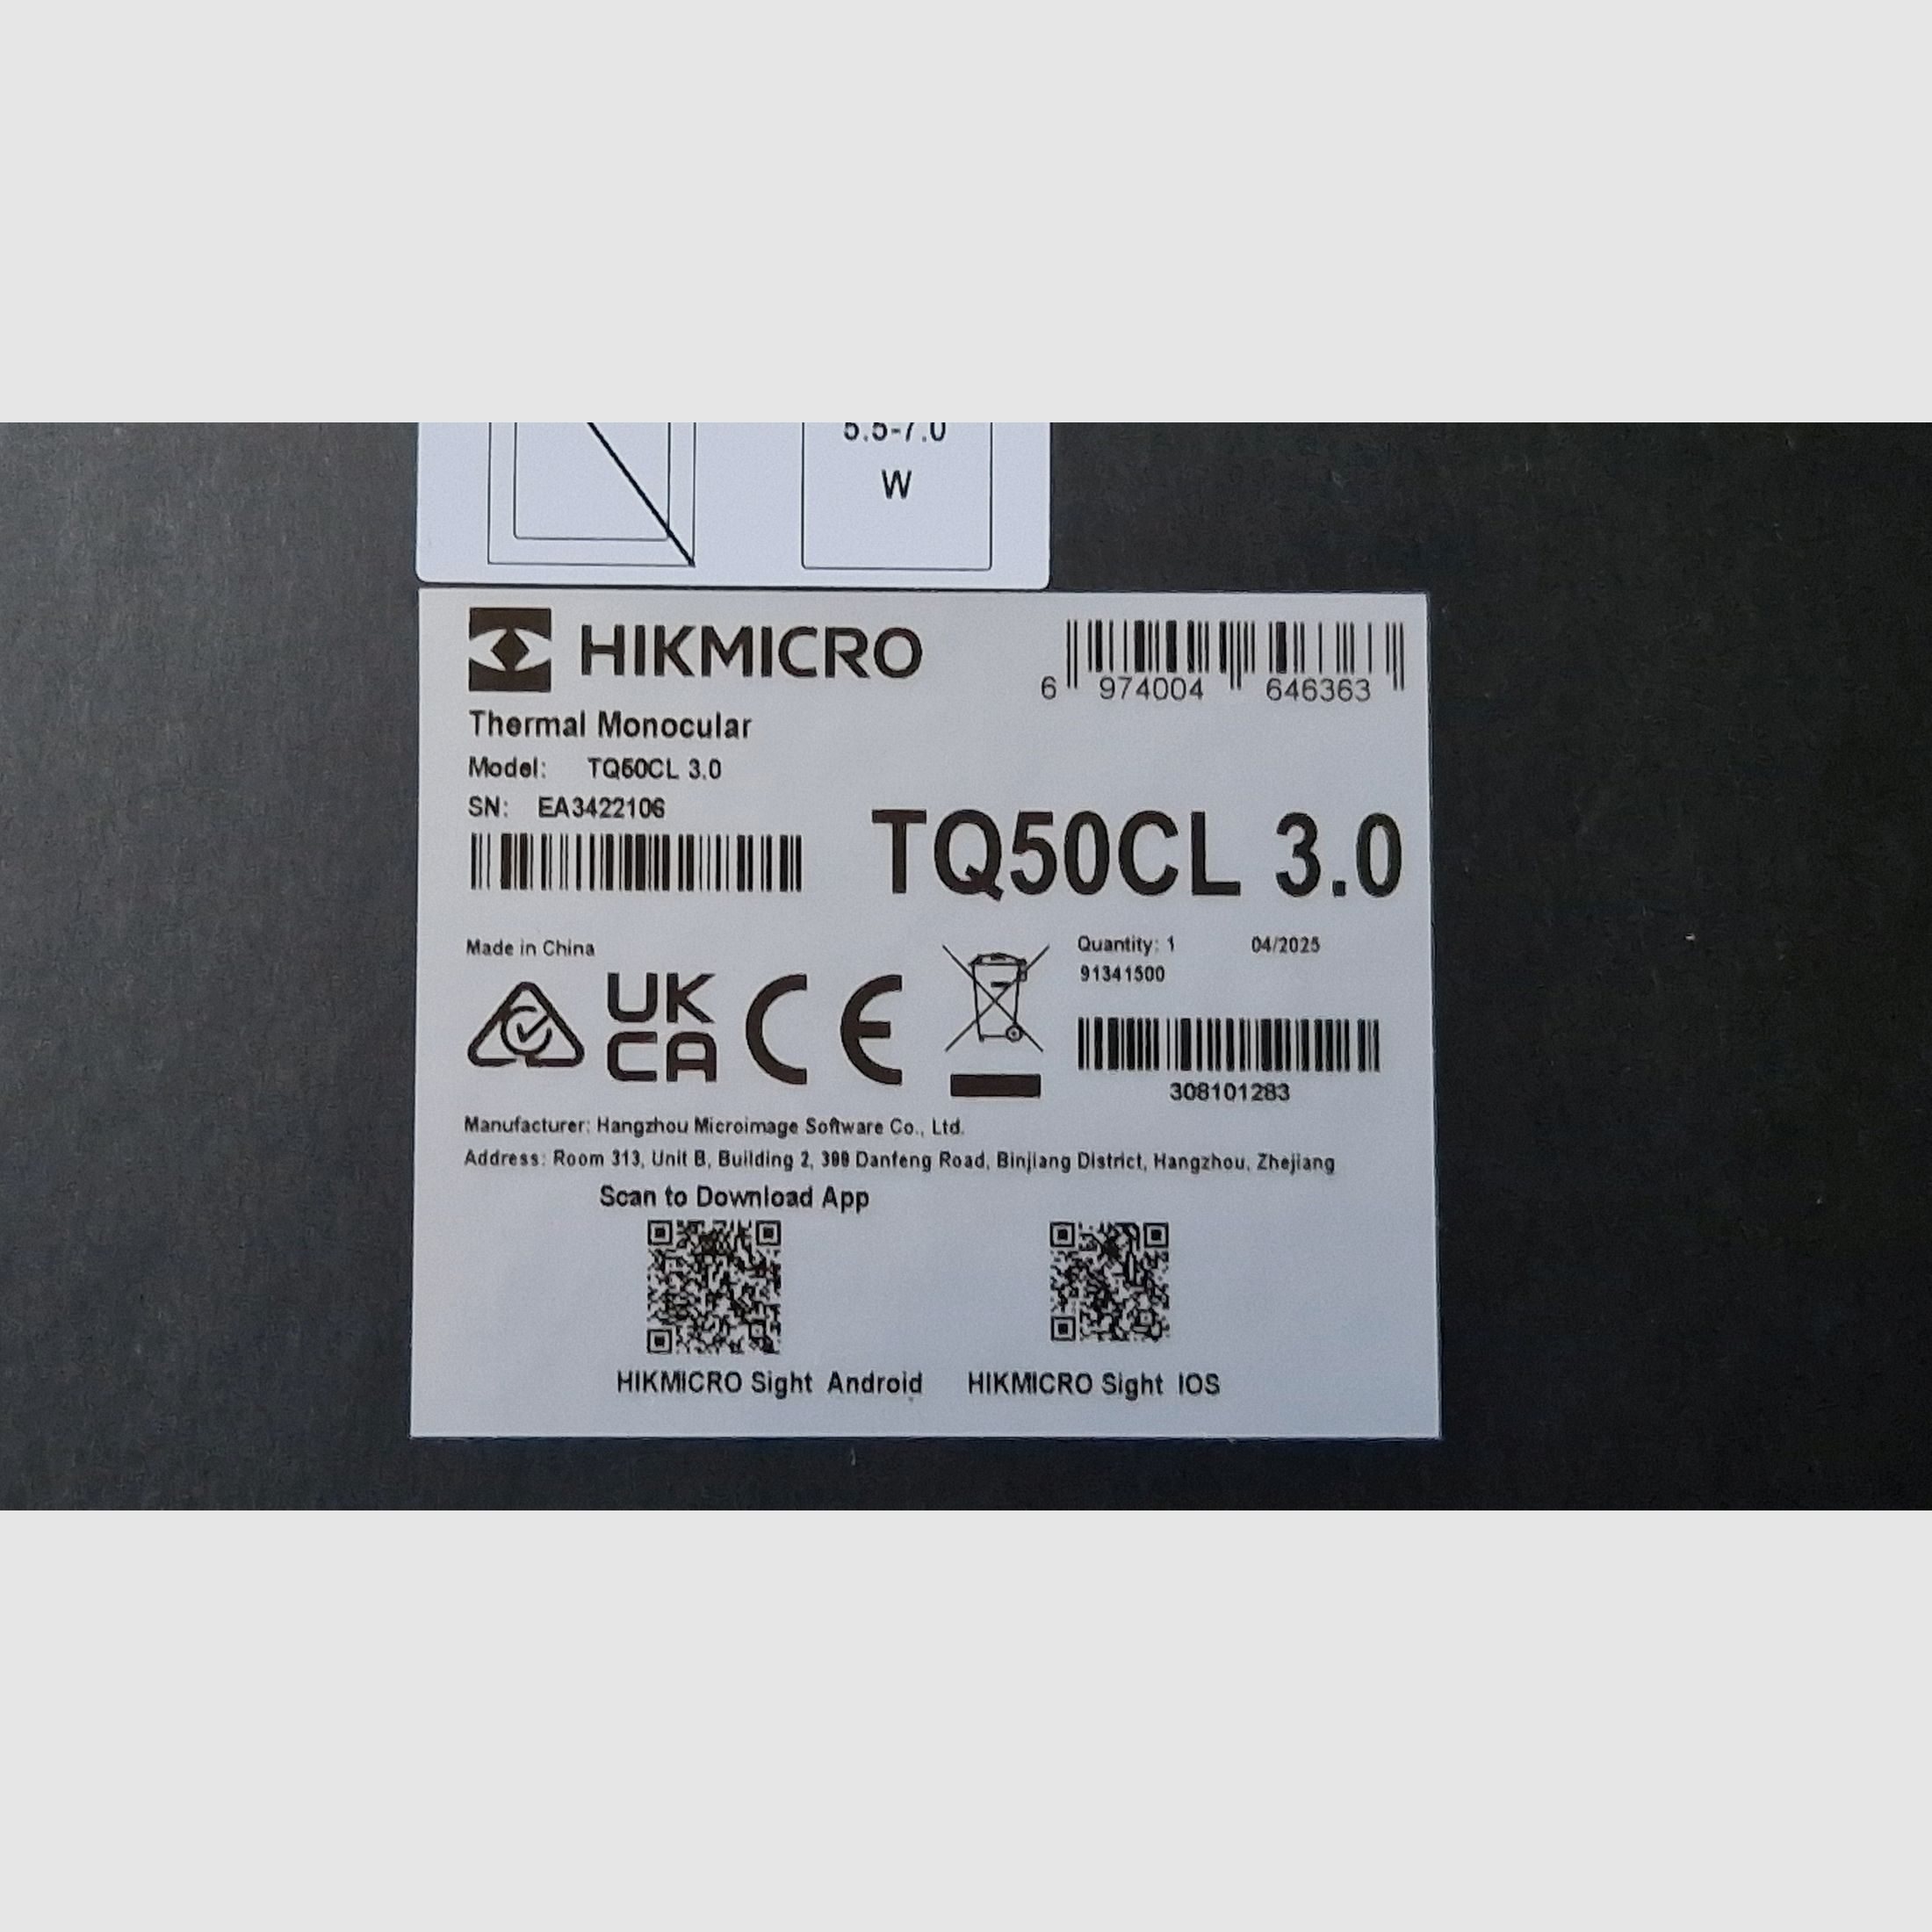 5.5-7.0
W
HIKMICRO
6 974004 646363
Thermal Monocular
Model: TQ50CL 3.0
SN: EA3422106
TQ50CL 3.0
Made in China
Quantity: 1 04/2025
91341500
UK
CA
CE
308101283
Manufacturer: Hangzhou Microimage Software Co., Ltd.
Address: Room 313, Unit B, Building 2, 399 Danfeng Road, Binjiang District, Hangzhou, Zhejiang
Scan to Download App
HIKMICRO Sight Android
HIKMICRO Sight IOS